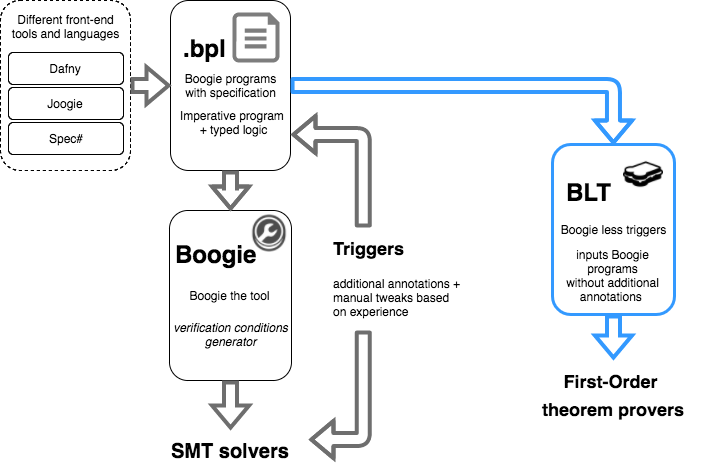 Different front-end
tools and languages
Dafny
Joogie
Spec#
.bpl
Boogie programs
with specification
Imperative program
+ typed logic
Boogie
Boogie the tool
verification conditions
generator
SMT solvers
Triggers
additional annotations +
manual tweaks based
on experience
BLT
Boogie less triggers
inputs Boogie
programs
without additional
annotations
First-Order
theorem provers